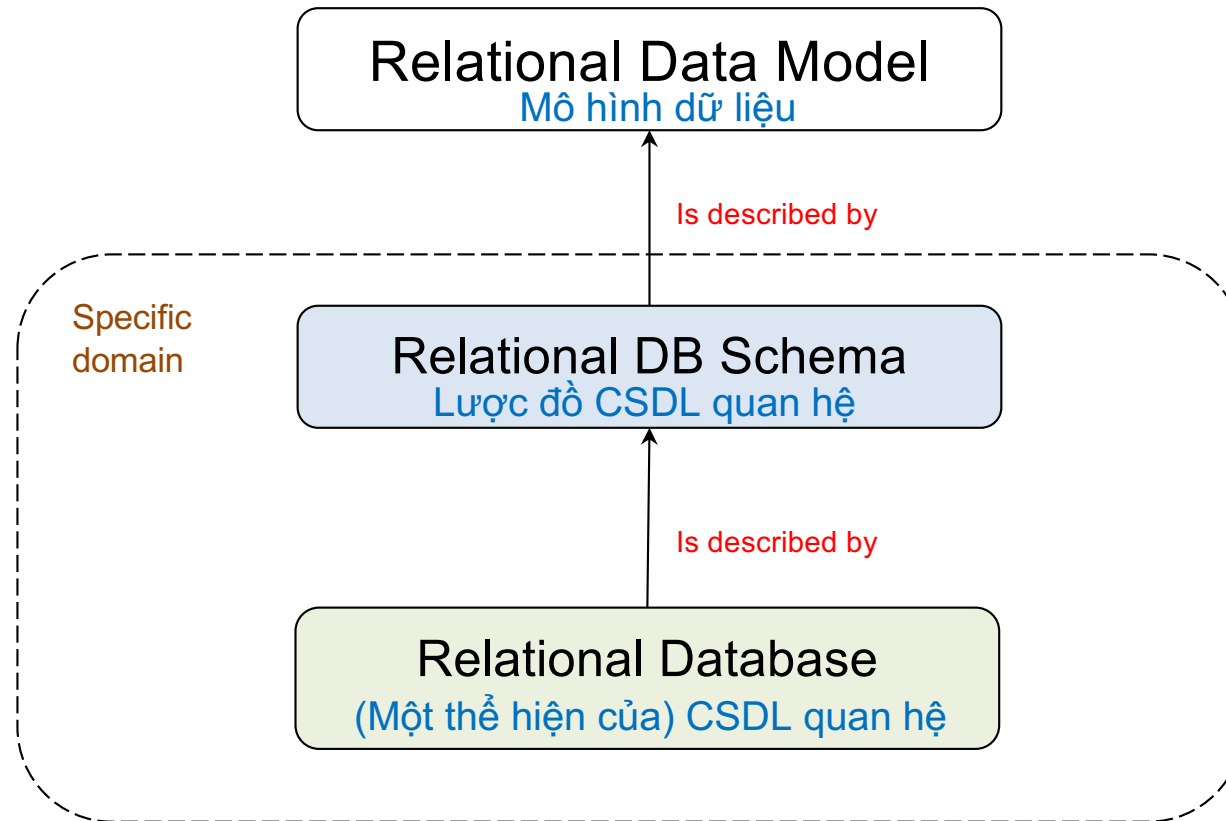 Relational Data Model
Mô hình dữ liệu
Is described by
Specific
domain
Relational DB Schema
Lược đồ CSDL quan hệ
Is described by
Relational Database
(Một thể hiện của) CSDL quan hệ